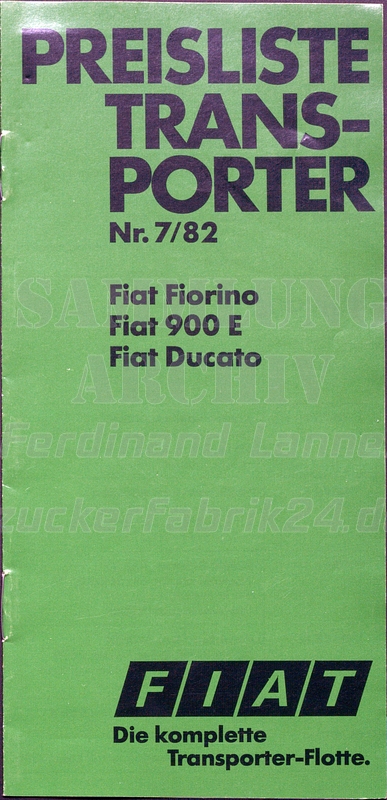 PREISLISTE
TRANS-
PORTER
Nr. 7/82
Fiat Fiorino
Fiat 900 E
Fiat Ducato
SAMMLUNG
ARCHIV
Ferdinand Lanner
zuckerfabrik24.d
FIAT
Die komplette
Transporter-Flotte.